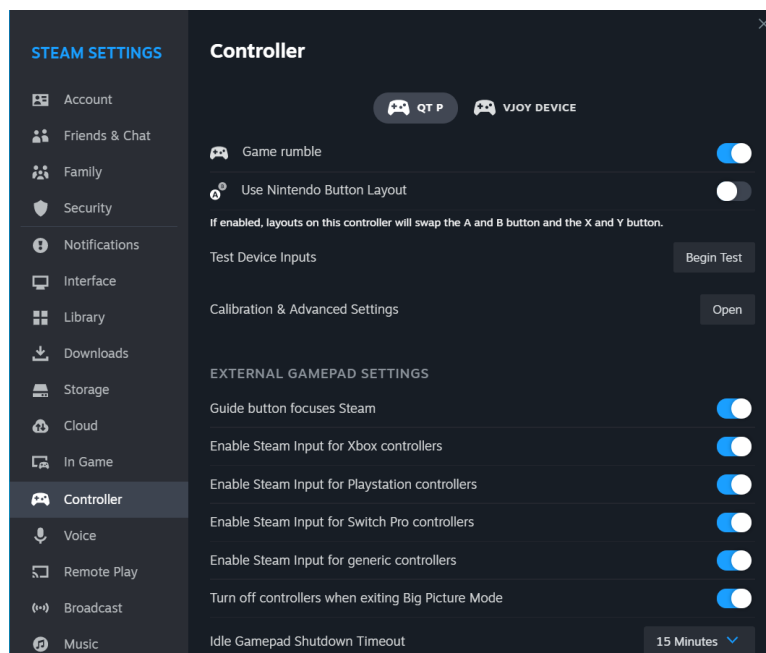 STEAM SETTINGS
Account
Friends & Chat
Family
Security
Notifications
Interface
Library
Downloads
Storage
Cloud
In Game
Controller
Voice
Remote Play
Broadcast
Music
Controller
QT P
VJOY DEVICE
Game rumble
Use Nintendo Button Layout
If enabled, layouts on this controller will swap the A and B button and the X and Y button.
Test Device Inputs
Begin Test
Calibration & Advanced Settings
Open
EXTERNAL GAMEPAD SETTINGS
Guide button focuses Steam
Enable Steam Input for Xbox controllers
Enable Steam Input for Playstation controllers
Enable Steam Input for Switch Pro controllers
Enable Steam Input for generic controllers
Turn off controllers when exiting Big Picture Mode
Idle Gamepad Shutdown Timeout
15 Minutes